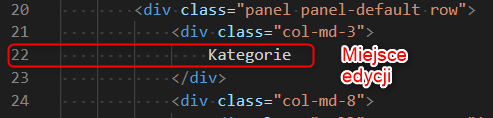 20 <div class="panel panel-default row">
21 <div class="col-md-3">
22 Kategorie
Miejsce
edycji
23 </div>
24 <div class="col-md-8">